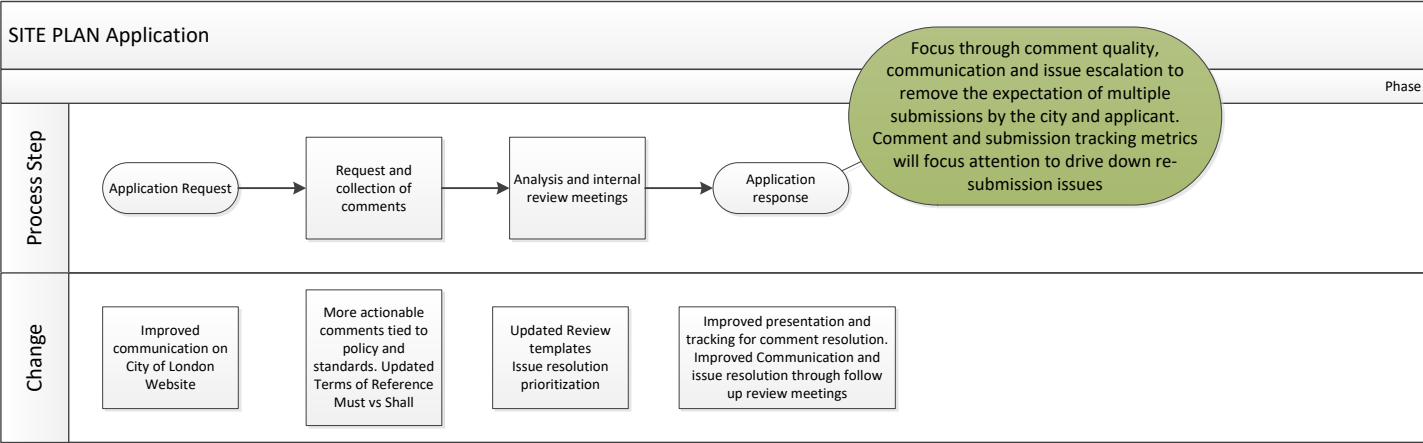 SITE PLAN Application
Phase
Focus through comment quality,
communication and issue escalation to
remove the expectation of multiple
submissions by the city and applicant.
Comment and submission tracking metrics
will focus attention to drive down re-
submission issues
Process Step
Application Request
Request and
collection of
comments
Analysis and internal
review meetings
Application
response
Change
Improved
communication on
City of London
Website
More actionable
comments tied to
policy and
standards. Updated
Terms of Reference
Must vs Shall
Updated Review
templates
Issue resolution
prioritization
Improved presentation and
tracking for comment resolution.
Improved Communication and
issue resolution through follow
up review meetings